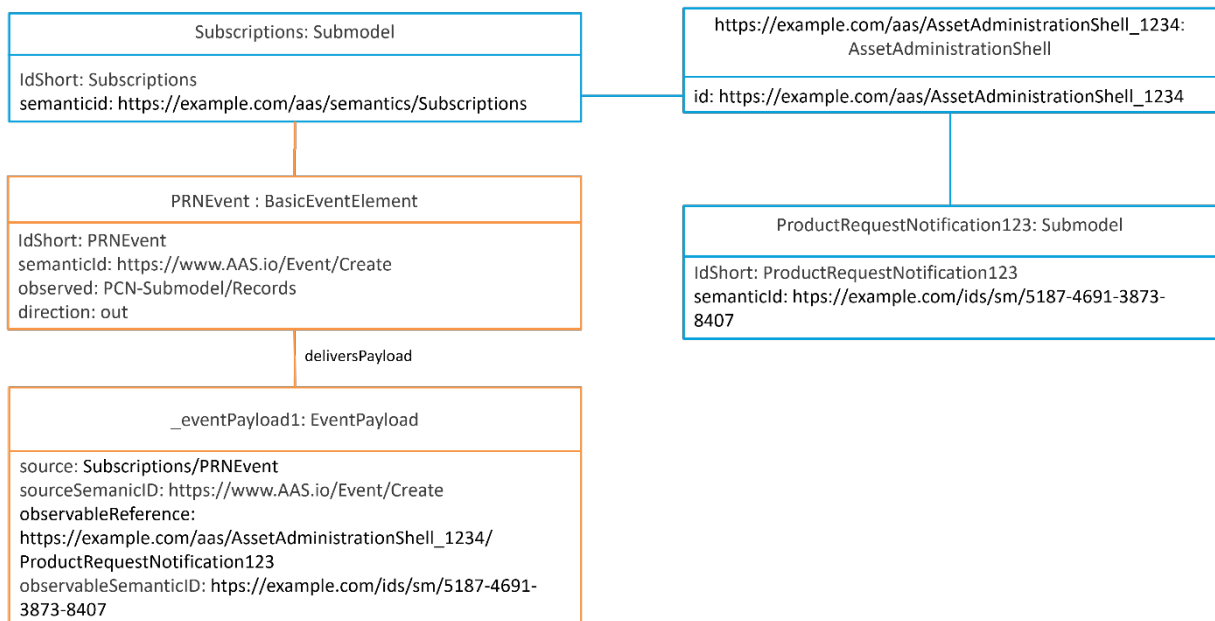 Subscriptions: Submodel
IdShort: Subscriptions
semanticid: https://example.com/aas/semantics/Subscriptions
https://example.com/aas/AssetAdministrationShell_1234:
AssetAdministrationShell
id: https://example.com/aas/AssetAdministrationShell_1234
PRNEvent : BasicEventElement
IdShort: PRNEvent
semanticId: https://www.AAS.io/Event/Create
observed: PCN-Submodel/Records
direction: out
ProductRequestNotification123: Submodel
IdShort: ProductRequestNotification123
semanticId: htps://example.com/ids/sm/5187-4691-3873-
8407
deliversPayload
_eventPayload1: EventPayload
source: Subscriptions/PRNEvent
sourceSemanicID: https://www.AAS.io/Event/Create
observableReference:
https://example.com/aas/AssetAdministrationShell_1234/
ProductRequestNotification123
observableSemanticID: htps://example.com/ids/sm/5187-4691-
3873-8407